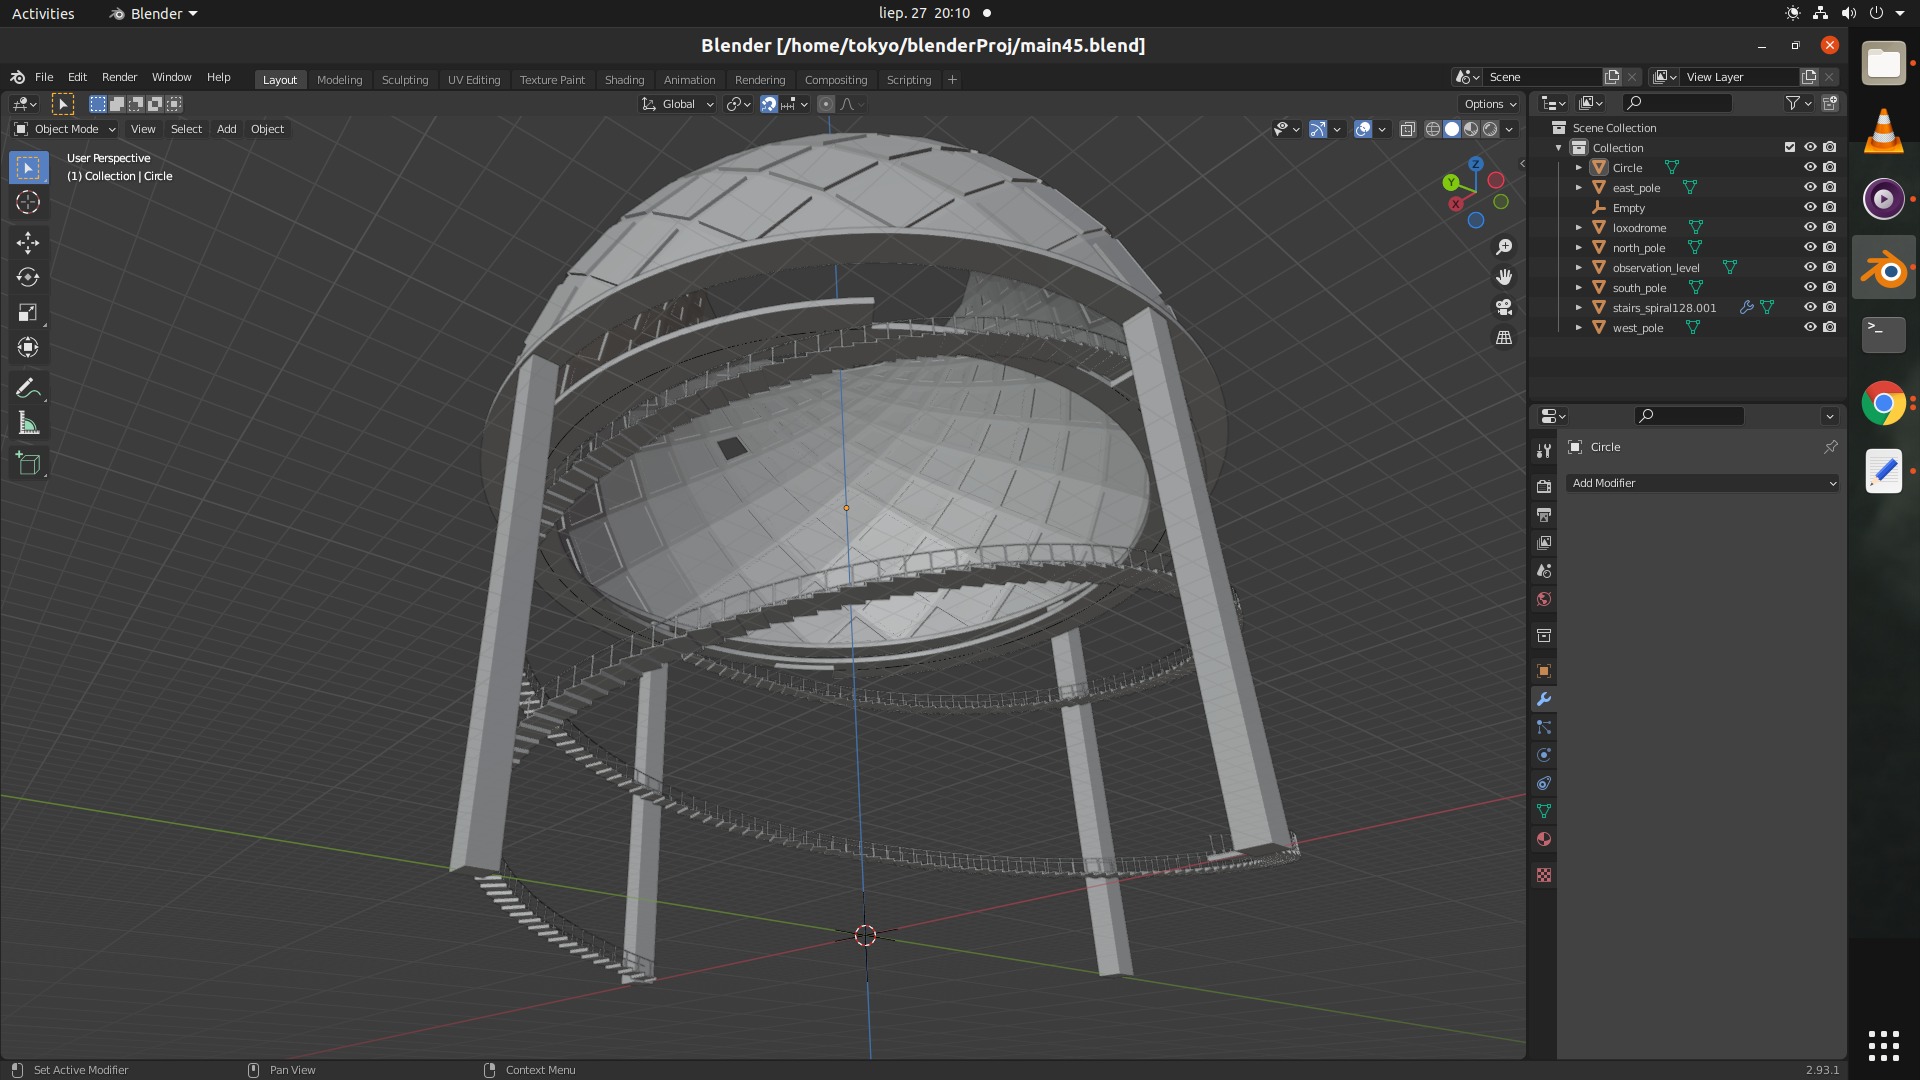 Activities Blender liep. 27 20:10
Blender [/home/tokyo/blenderProj/main45.blend]
File Edit Render Window Help Layout Modeling Sculpting UV Editing Texture Paint Shading Animation Rendering Compositing Scripting + Scene View Layer
Global Options
Object Mode View Select Add Object
User Perspective
(1) Collection | Circle
Z
Y
X
Scene Collection
Collection
Circle
east_pole
Empty
loxodrome
north_pole
observation_level
south_pole
stairs_spiral128.001
west_pole
Circle
Add Modifier
>_
Set Active Modifier Pan View Context Menu 2.93.1